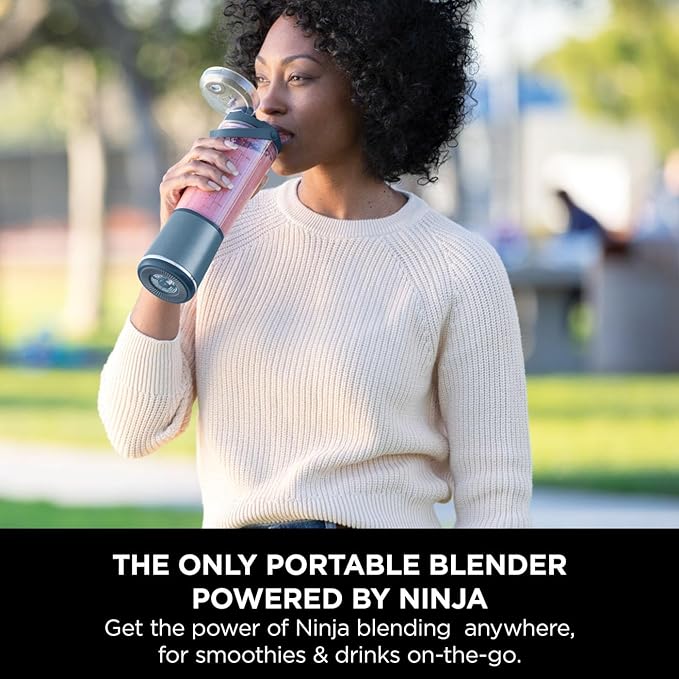 THE ONLY PORTABLE BLENDER
POWERED BY NINJA
Get the power of Ninja blending anywhere,
for smoothies & drinks on-the-go.